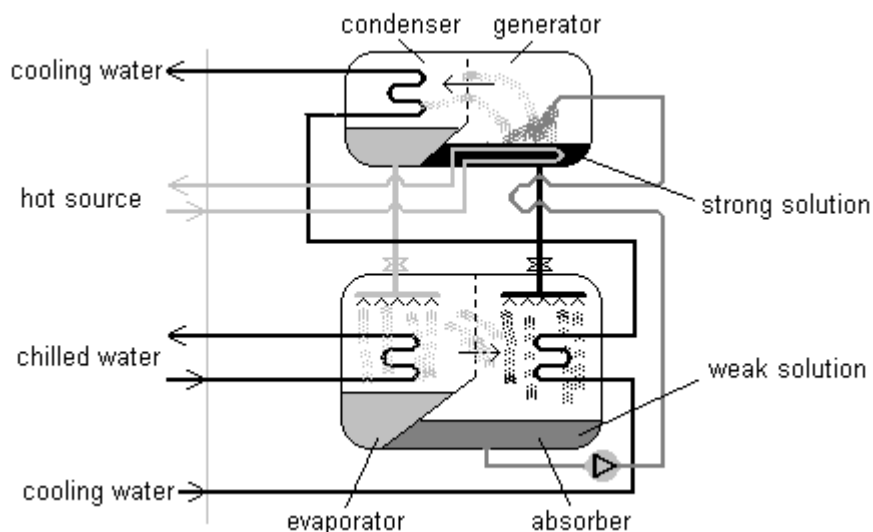 condenser
generator
cooling water
hot source
strong solution
chilled water
weak solution
cooling water
evaporator
absorber